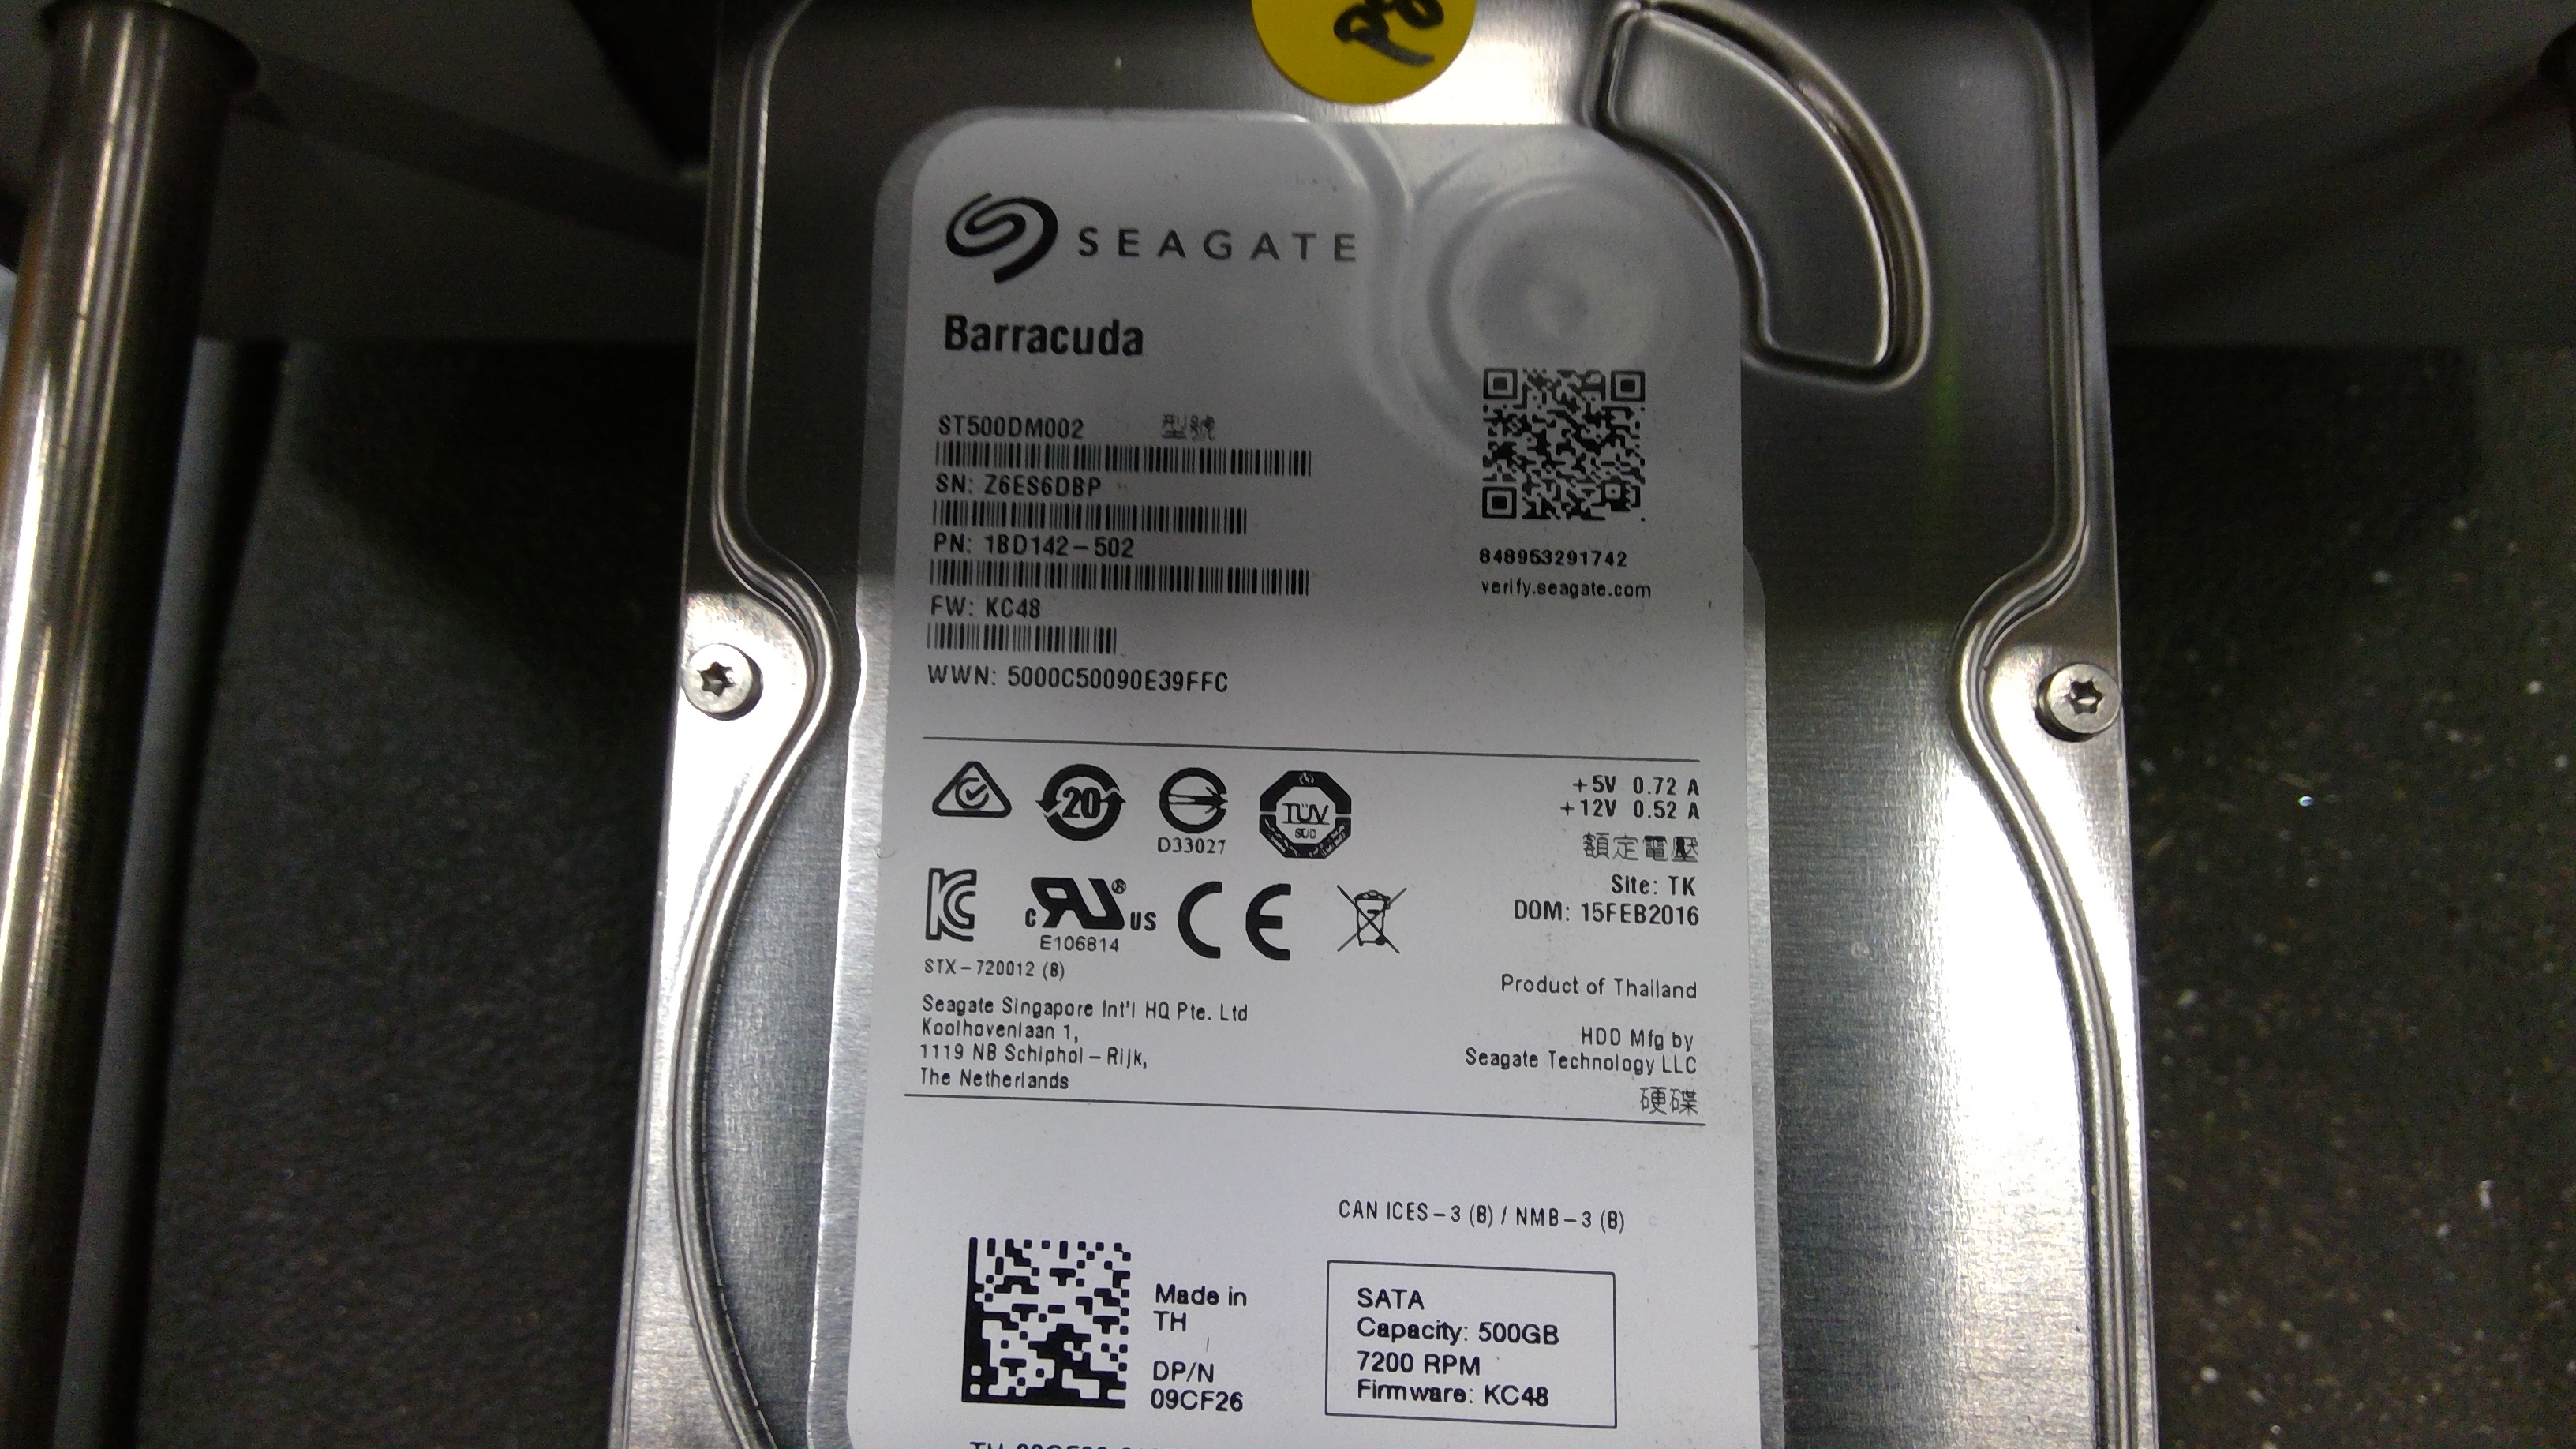 SEAGATE
Barracuda
ST500DM002 型號
SN: Z6ES6DBP
PN: 1BD142-502
FW: KC48
WWN: 5000C50090E39FFC
848953291742
verify.seagate.com
20
D33027
TÜV
SÜD
+5V 0.72 A
+12V 0.52 A
額定電壓
Site: TK
DOM: 15FEB2016
c RU ® US
E106814
CE
STX-720012 (B)
Seagate Singapore Int'l HQ Pte. Ltd
Koolhovenlaan 1,
1119 NB Schiphol-Rijk,
The Netherlands
Product of Thailand
HDD Mfg by
Seagate Technology LLC
硬碟
CAN ICES-3 (B) / NMB-3 (B)
Made in
TH
DP/N
09CF26
SATA
Capacity: 500GB
7200 RPM
Firmware: KC48